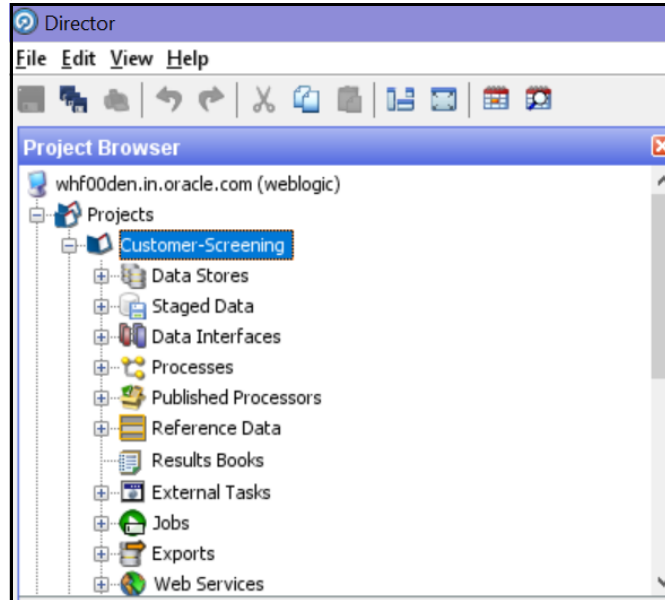 Director
File Edit View Help
Project Browser
whf00den.in.oracle.com (weblogic)
Projects
Customer-Screening
Data Stores
Staged Data
Data Interfaces
Processes
Published Processors
Reference Data
Results Books
External Tasks
Jobs
Exports
Web Services